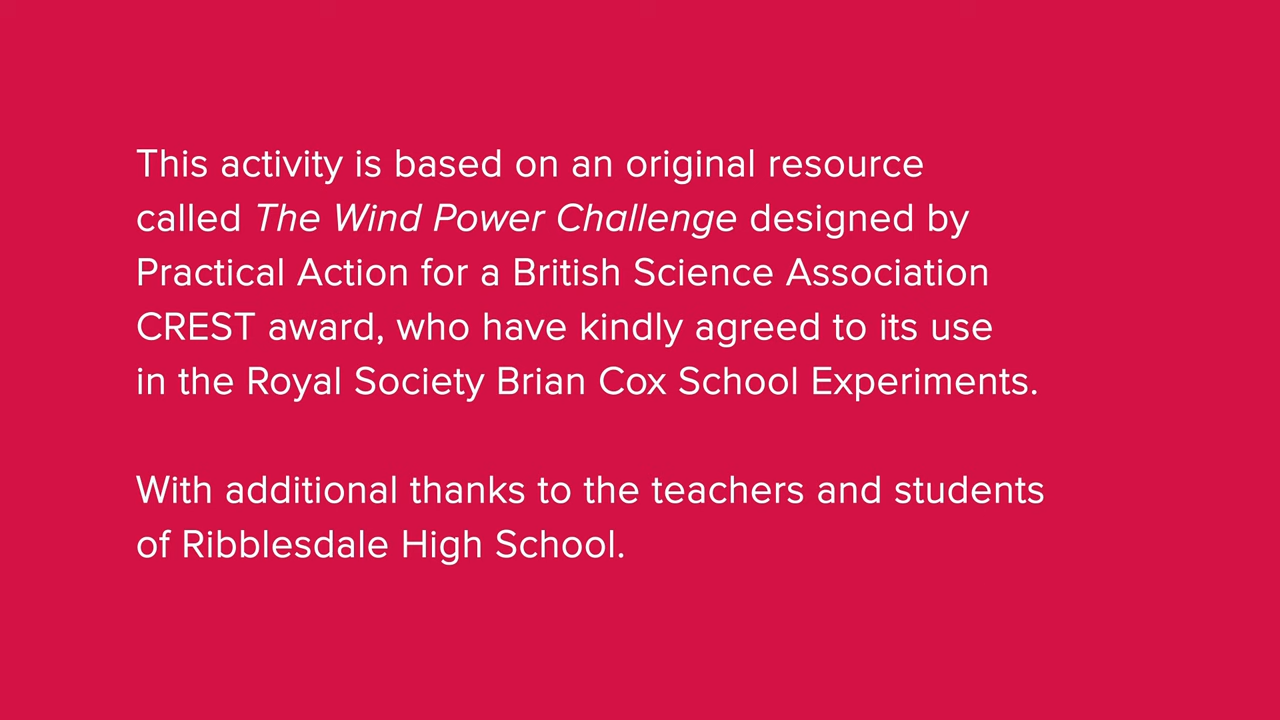 This activity is based on an original resource
called The Wind Power Challenge designed by
Practical Action for a British Science Association
CREST award, who have kindly agreed to its use
in the Royal Society Brian Cox School Experiments.
With additional thanks to the teachers and students
of Ribblesdale High School.